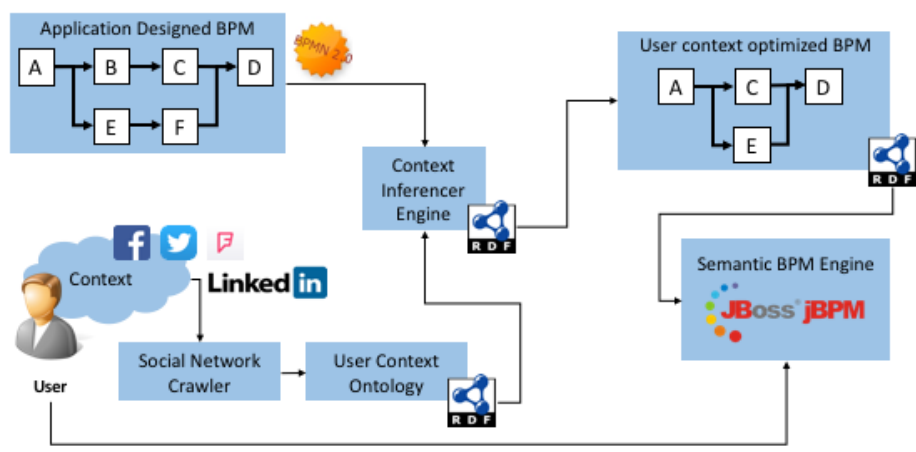 Application Designed BPM
BPMN 2.0
A
B
C
D
E
F
User context optimized BPM
A
C
D
E
RDF
Context
Inferencer
Engine
RDF
Context
Linked in
Semantic BPM Engine
JBoss jBPM
Social Network
Crawler
User Context
Ontology
RDF
User